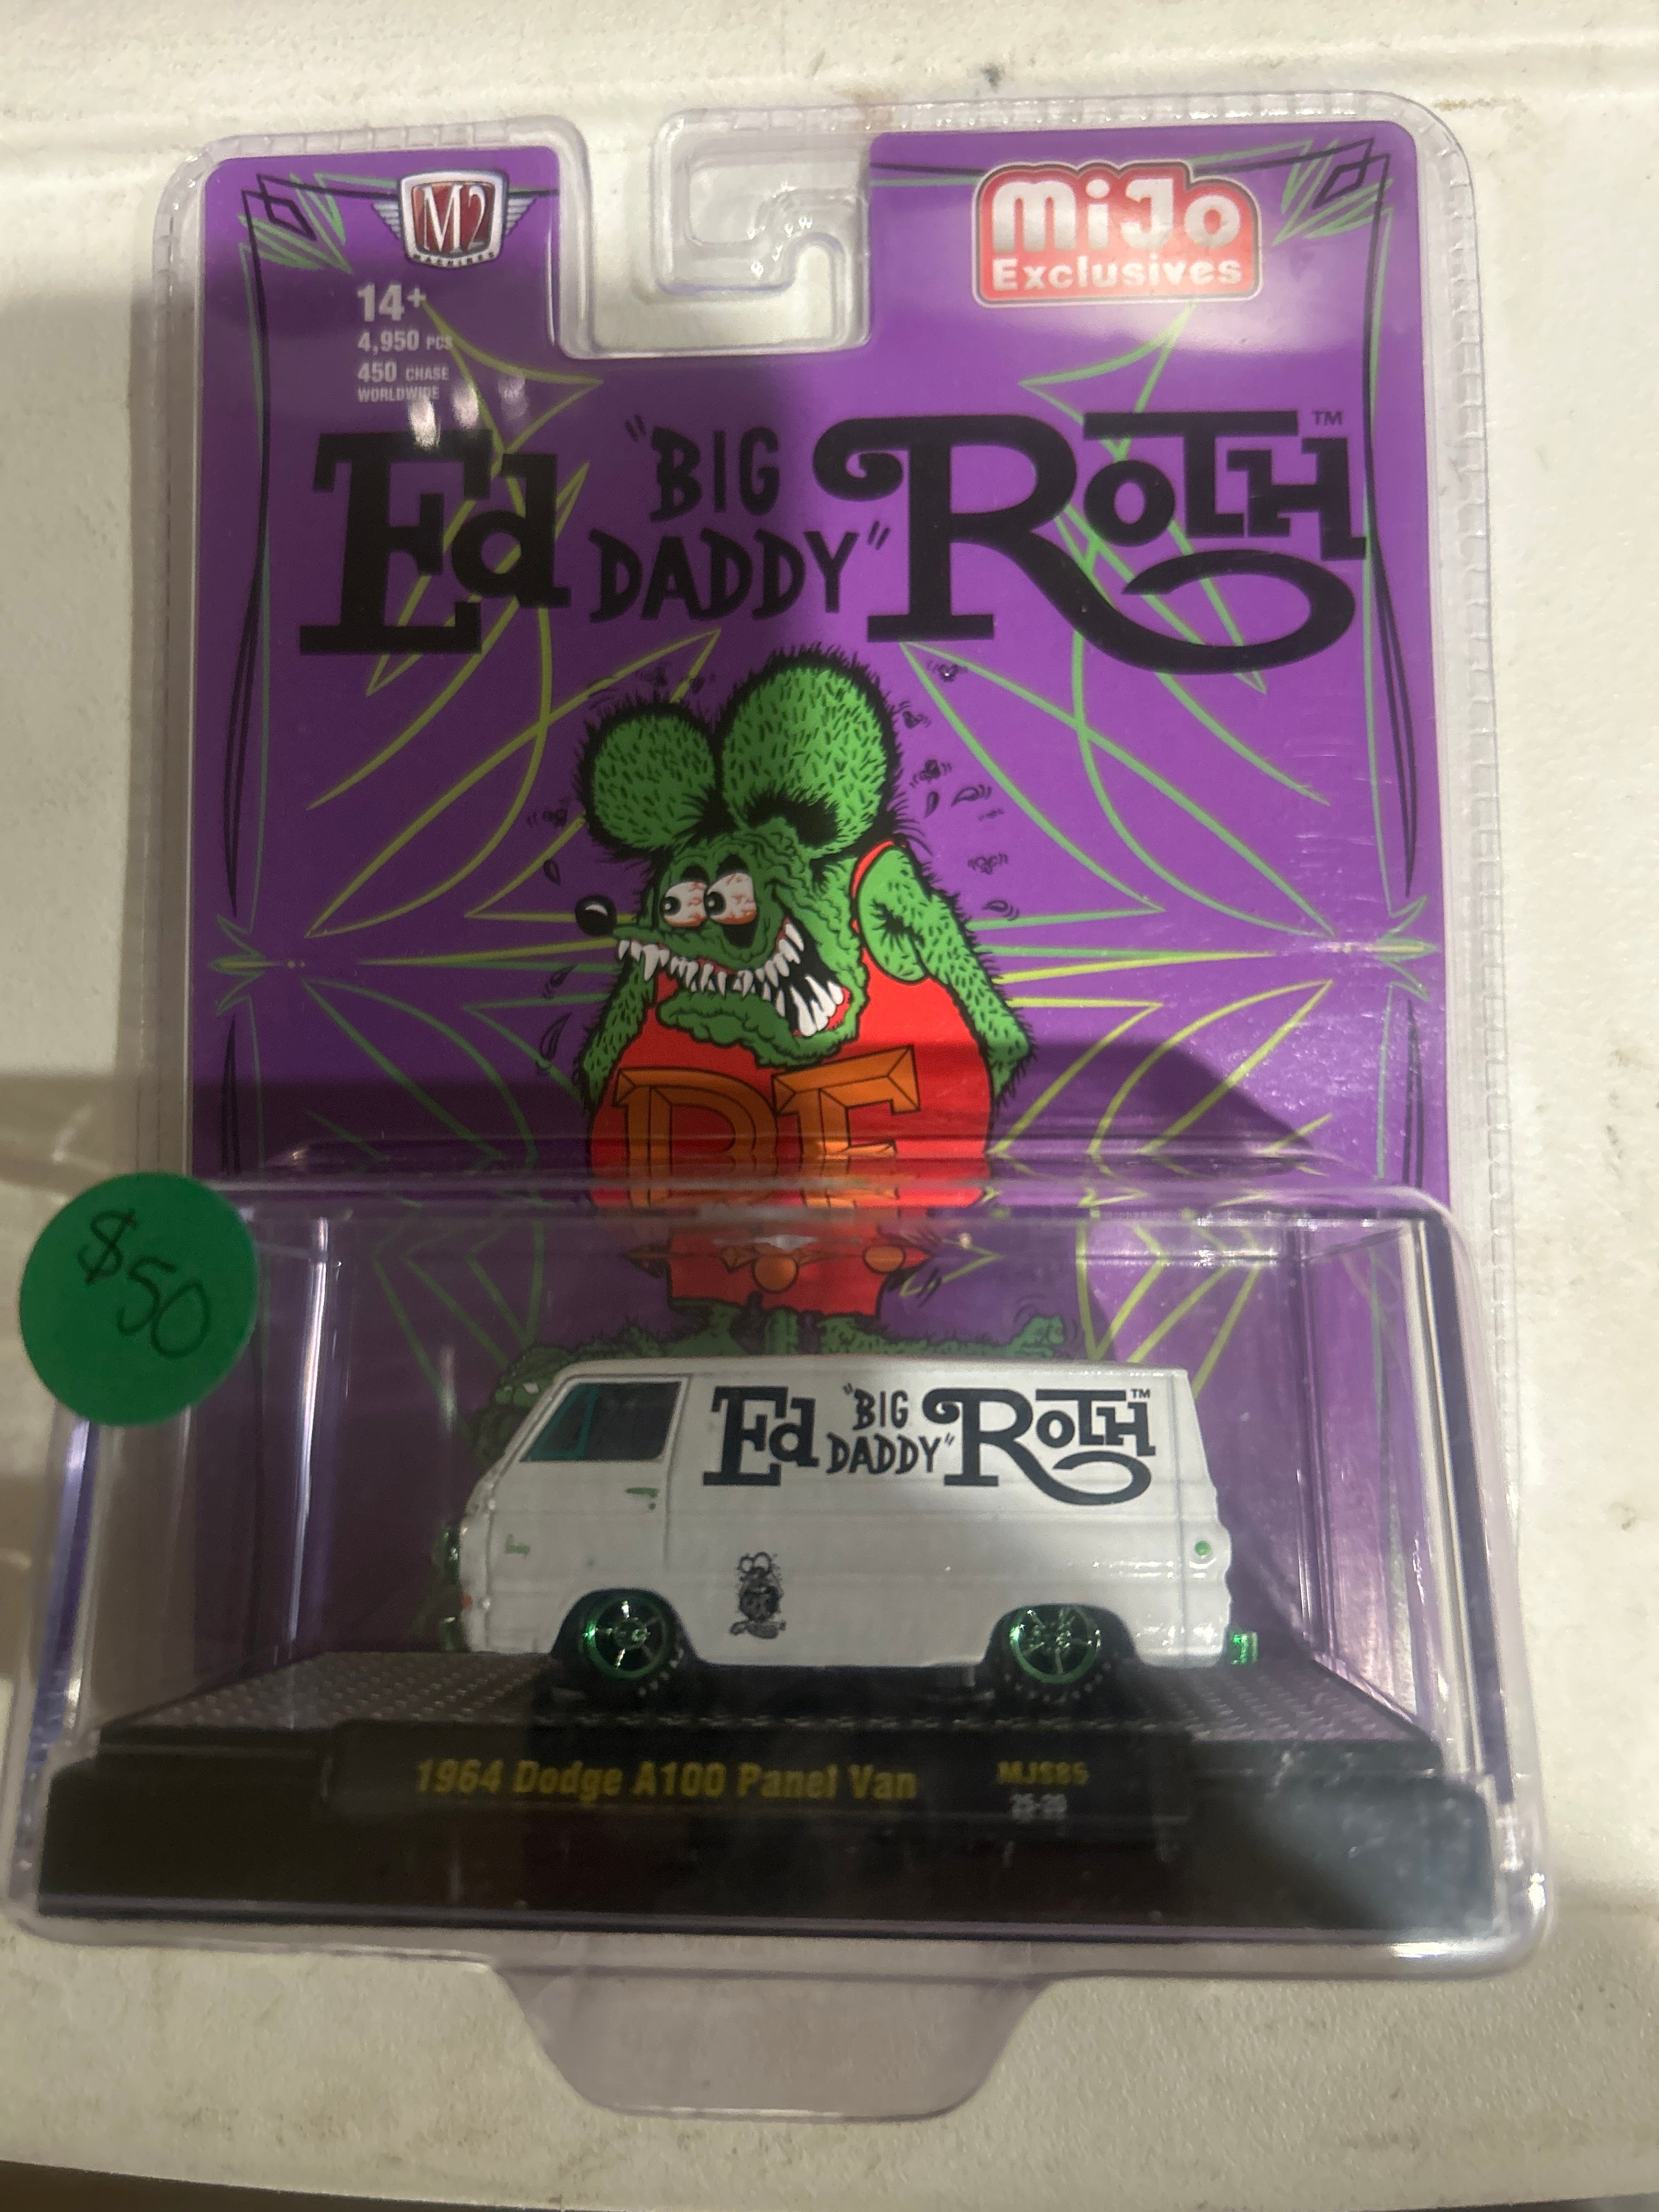 M2
MACHINES
MiJo
Exclusives
14+
4,950 PCS
450 CHASE
WORLDWIDE
Ed "BIG DADDY" ROTH™
$50
Ed "BIG DADDY" ROTH™
1964 Dodge A100 Panel Van
MJS85